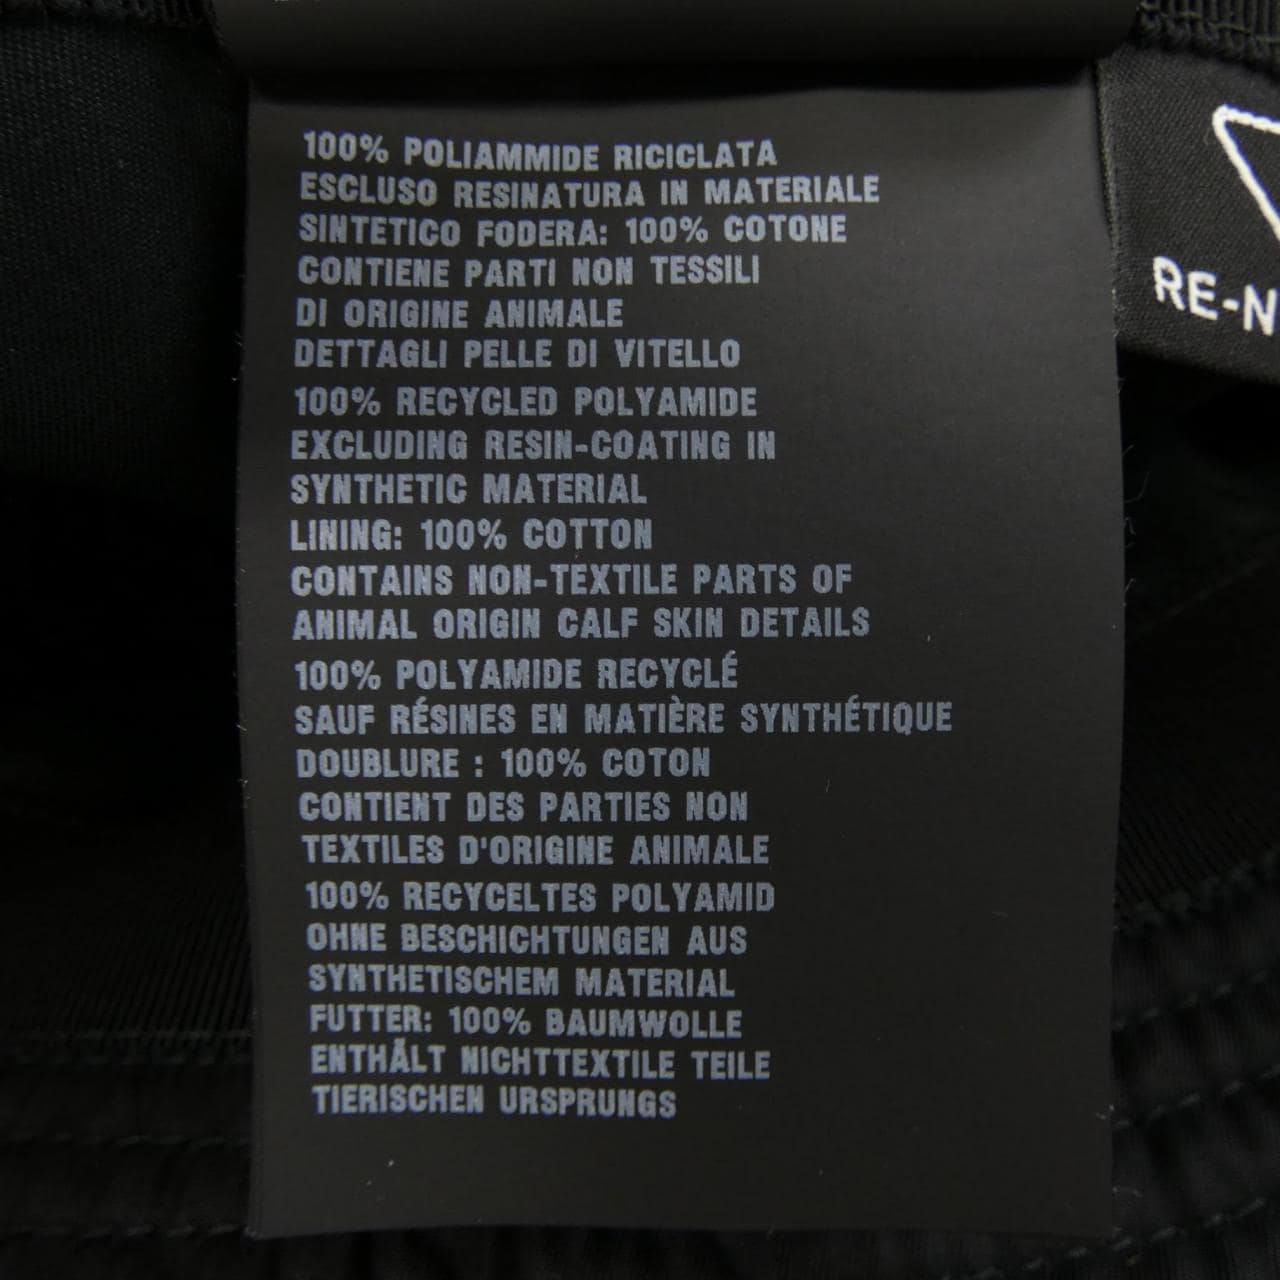 100% POLIAMMIDE RICICLATA
ESCLUSO RESINATURA IN MATERIALE
SINTETICO FODERA: 100% COTONE
CONTIENE PARTI NON TESSILI
DI ORIGINE ANIMALE
DETTAGLI PELLE DI VITELLO
100% RECYCLED POLYAMIDE
EXCLUDING RESIN-COATING IN
SYNTHETIC MATERIAL
LINING: 100% COTTON
CONTAINS NON-TEXTILE PARTS OF
ANIMAL ORIGIN CALF SKIN DETAILS
100% POLYAMIDE RECYCLÉ
SAUF RÉSINES EN MATIÈRE SYNTHÉTIQUE
DOUBLURE : 100% COTON
CONTIENT DES PARTIES NON
TEXTILES D'ORIGINE ANIMALE
100% RECYCELTES POLYAMID
OHNE BESCHICHTUNGEN AUS
SYNTHETISCHEM MATERIAL
FUTTER: 100% BAUMWOLLE
ENTHÄLT NICHTTEXTILE TEILE
TIERISCHEN URSPRUNGS
RE-N